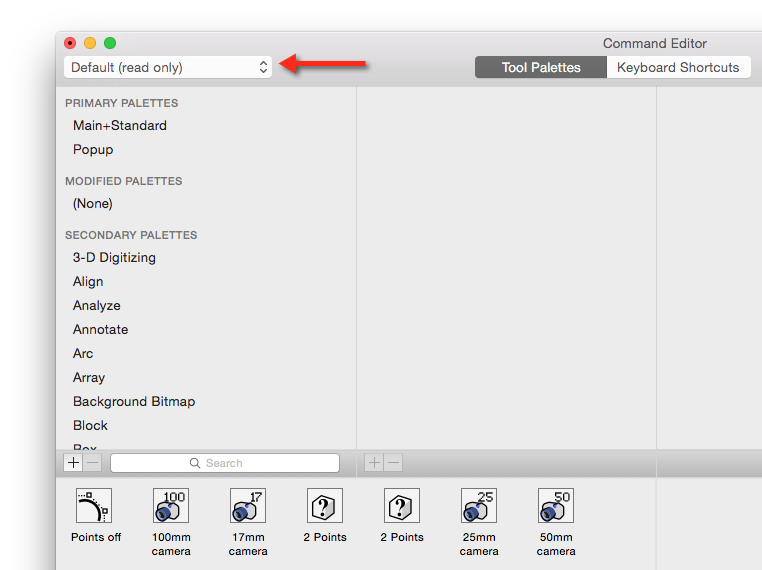 Command Editor
Default (read only)
Tool Palettes
Keyboard Shortcuts
PRIMARY PALETTES
Main+Standard
Popup
MODIFIED PALETTES
(None)
SECONDARY PALETTES
3-D Digitizing
Align
Analyze
Annotate
Arc
Array
Background Bitmap
Block
Box
Search
100
17
?
?
25
50
Points off
100mm
camera
17mm
camera
2 Points
2 Points
25mm
camera
50mm
camera